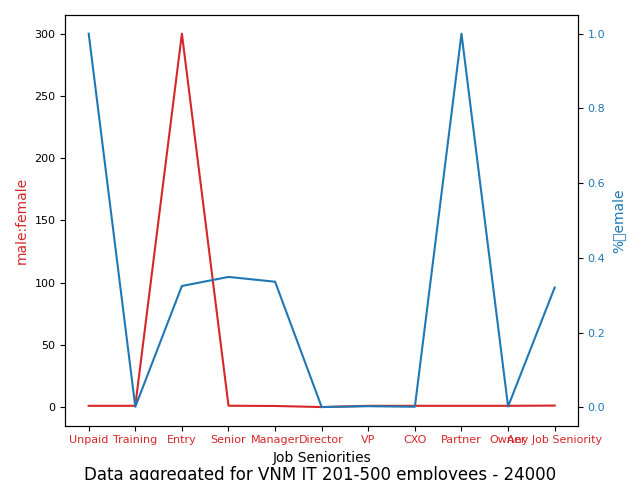 300
250
200
150
100
50
0
male:female
1.0
0.8
0.6
0.4
0.2
0.0
%▯emale
Unpaid Training Entry Senior Manager Director VP CXO Partner Owner Any Job Seniority
Job Seniorities
Data aggregated for VNM IT 201-500 employees - 24000